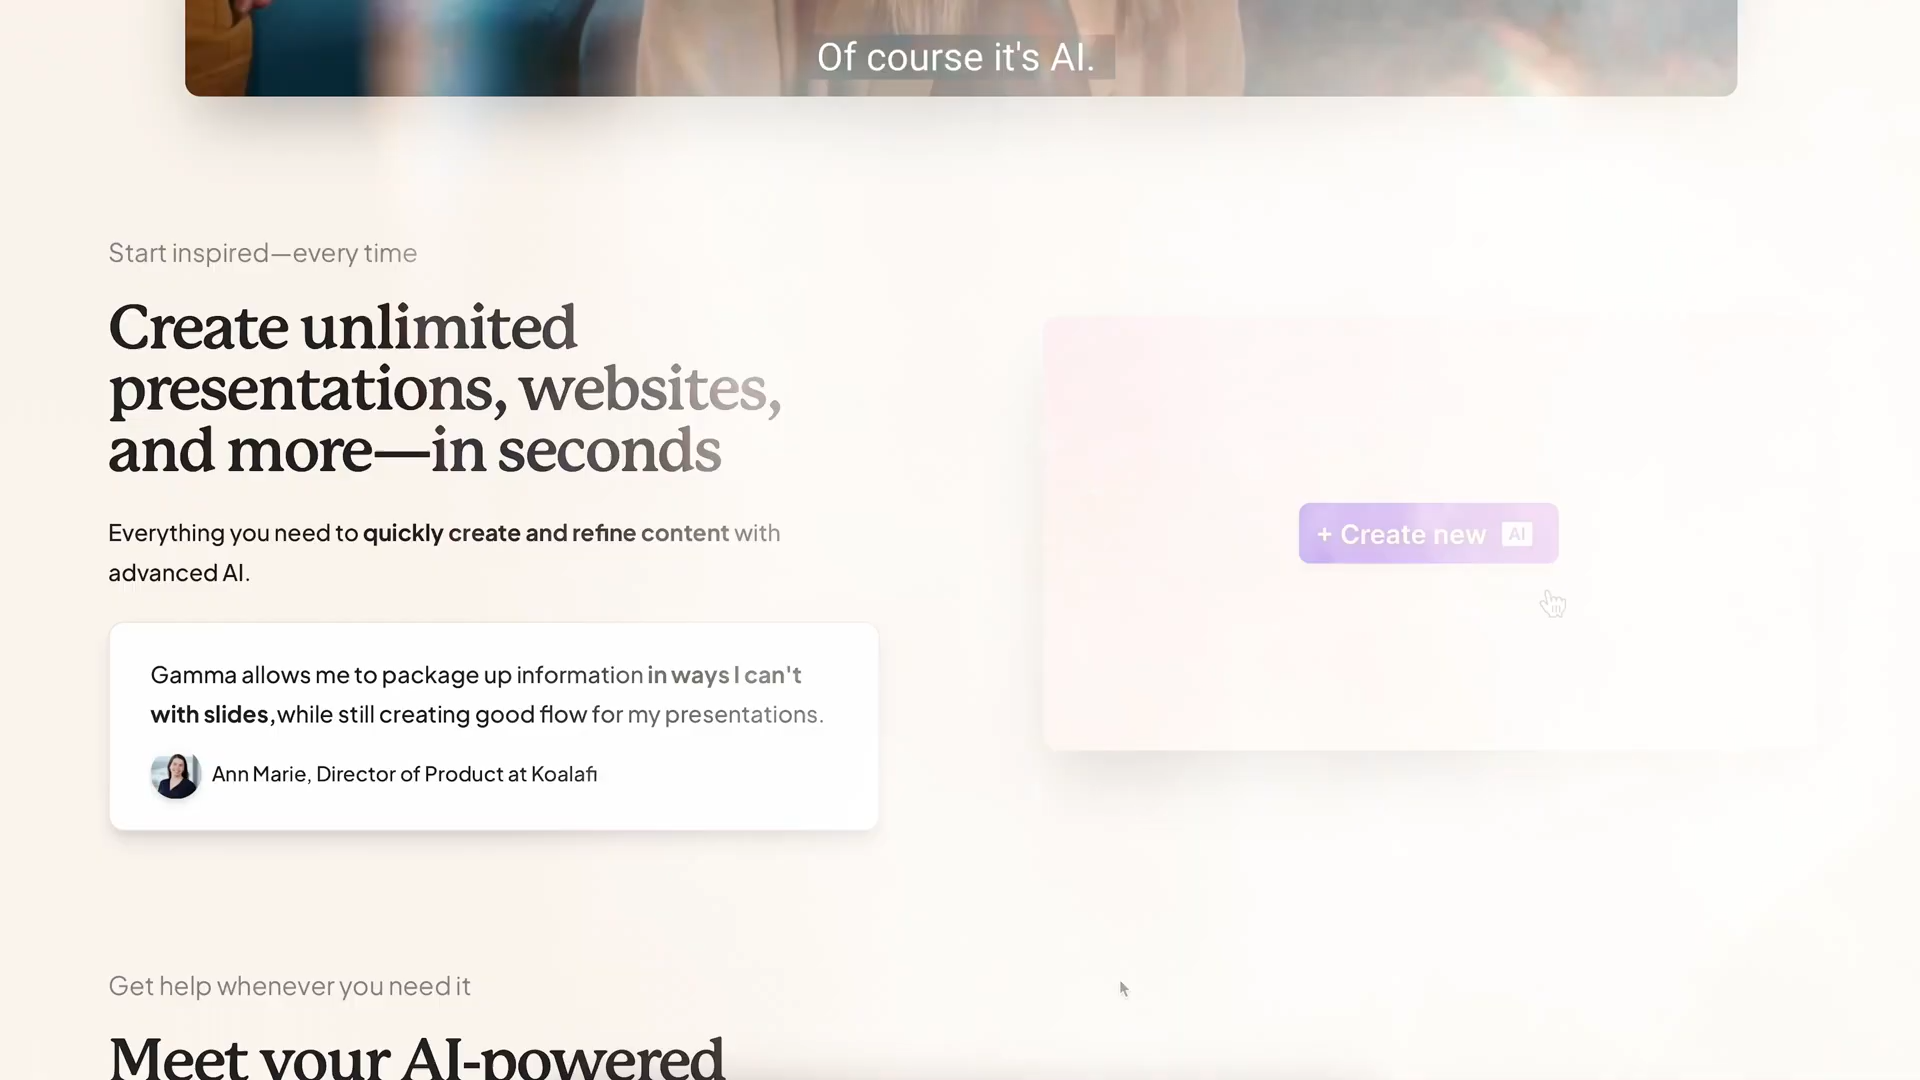 Of course it's AI.
Start inspired—every time
Create unlimited
presentations, websites,
and more—in seconds
Everything you need to quickly create and refine content with
advanced AI.
+ Create new AI
Gamma allows me to package up information in ways I can't
with slides, while still creating good flow for my presentations.
Ann Marie, Director of Product at Koalafi
Get help whenever you need it
Meet your AI-powered